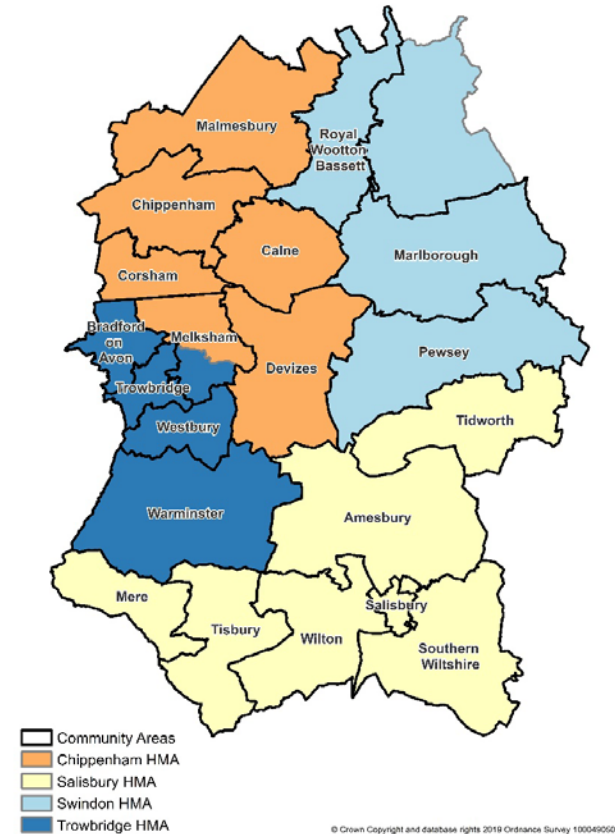 Malmesbury
Royal
Wootton
Bassett
Chippenham
Calne
Marlborough
Corsham
Bradford
on
Avon
Melksham
Devizes
Pewsey
Trowbridge
Tidworth
Westbury
Warminster
Amesbury
Mere
Salisbury
Tisbury
Wilton
Southern
Wiltshire
Community Areas
Chippenham HMA
Salisbury HMA
Swindon HMA
Trowbridge HMA
© Crown Copyright and database rights 2019 Ordnance Survey 100049050